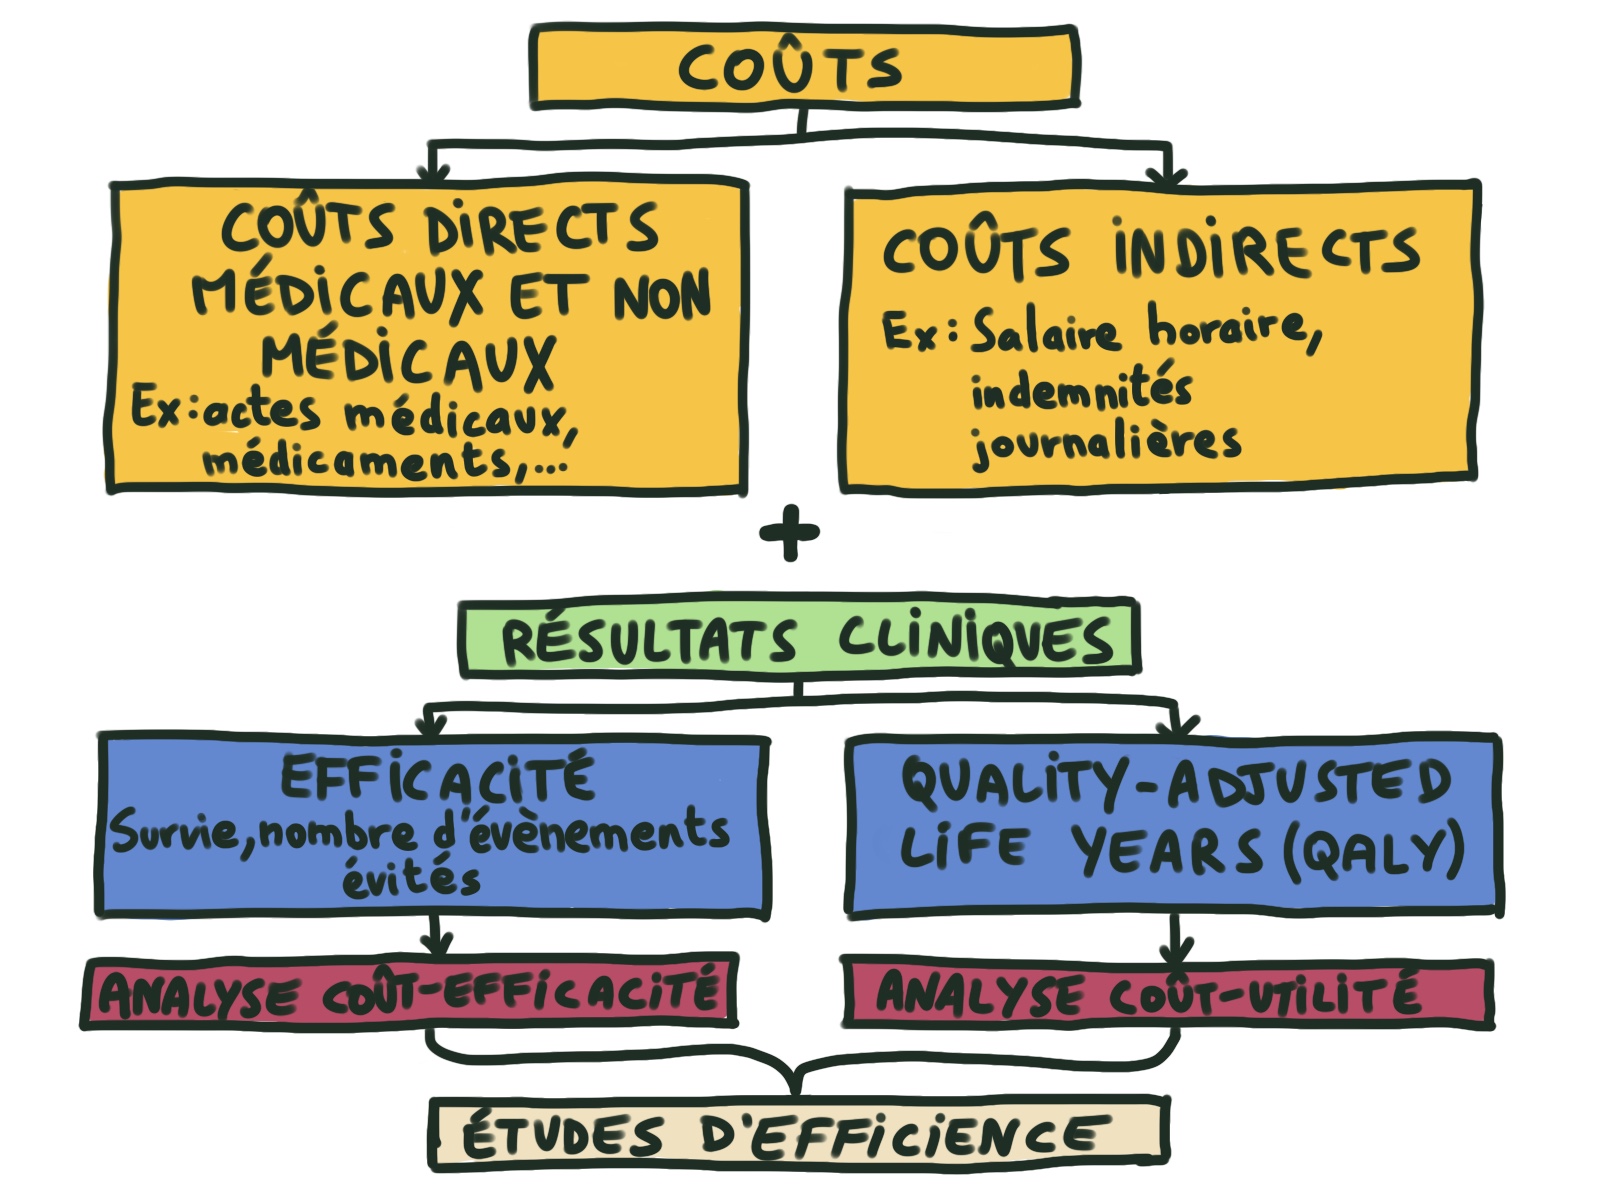 COÛTS
COÛTS DIRECTS
MÉDICAUX ET NON
MÉDICAUX
Ex: actes médicaux,
médicaments,...
COÛTS INDIRECTS
Ex: Salaire horaire,
indemnités
journalières
+
RÉSULTATS CLINIQUES
EFFICACITÉ
Survie, nombre d'évènements
évités
QUALITY-ADJUSTED
LIFE YEARS (QALY)
ANALYSE COÛT-EFFICACITÉ
ANALYSE COÛT-UTILITÉ
ÉTUDES D'EFFICIENCE